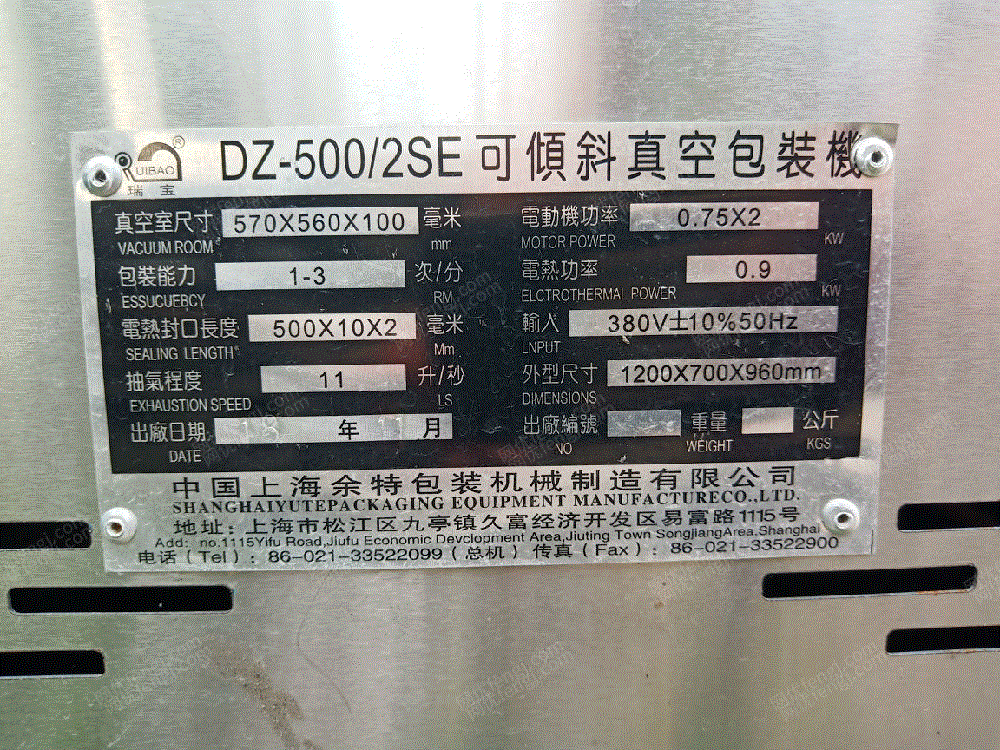 UIBAO ®
瑞宝
DZ-500/2SE 可傾斜真空包装機
真空室尺寸 570X560X100 毫米
VACUUM ROOM mm
包裝能力 1-3 次/分
ESSUCUERCY RM
電熱封口長度 500X10X2 毫米
SEALING LENGTH Mm
抽氣程度 11 升/秒
EXHAUSTION SPEED LS
出廠日期 18 年 11 月
DATE
電動機功率 0.75X2
MOTOR POWER KW
電熱功率 0.9
ELCTROTHERMAL POWER KW
輸入 380V±10%50Hz
LNPUT
外型尺寸 1200X700X960mm
DIMENSIONS
出廠編號 重量 公斤
NO WEIGHT KGS
中国上海余特包装机械制造有限公司
SHANGHAIYUTEPACKAGING EQUIPMENT MANUFACTURECO.,LTD.
地址: 上海市松江区九亭镇久富经济开发区易富路1115号
Add: no.1115Yifu Road,Jiufu Economic Development Area,Jiuting Town SongjiangArea,Shanghai
电话（Tel）: 86-021-33522099（总机）传真（Fax）: 86-021-33522900